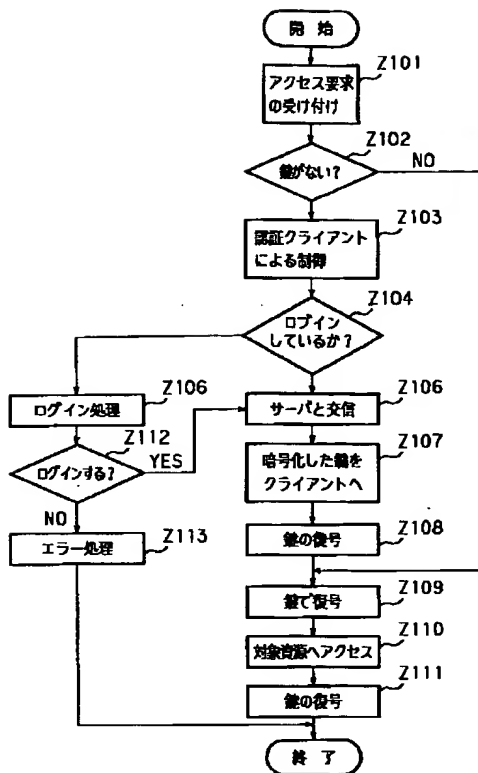 開 始
Z101
アクセス要求
の受け付け
Z102
鍵がない?
NO
Z103
認証クライアント
による制御
Z104
ログイン
しているか?
Z106
ログイン処理
Z106
サーバと交信
Z112
ログインする?
YES
Z107
暗号化した鍵を
クライアントへ
NO
Z113
エラー処理
Z108
鍵の復号
Z109
鍵で復号
Z110
対象資源へアクセス
Z111
鍵の復号
終 了